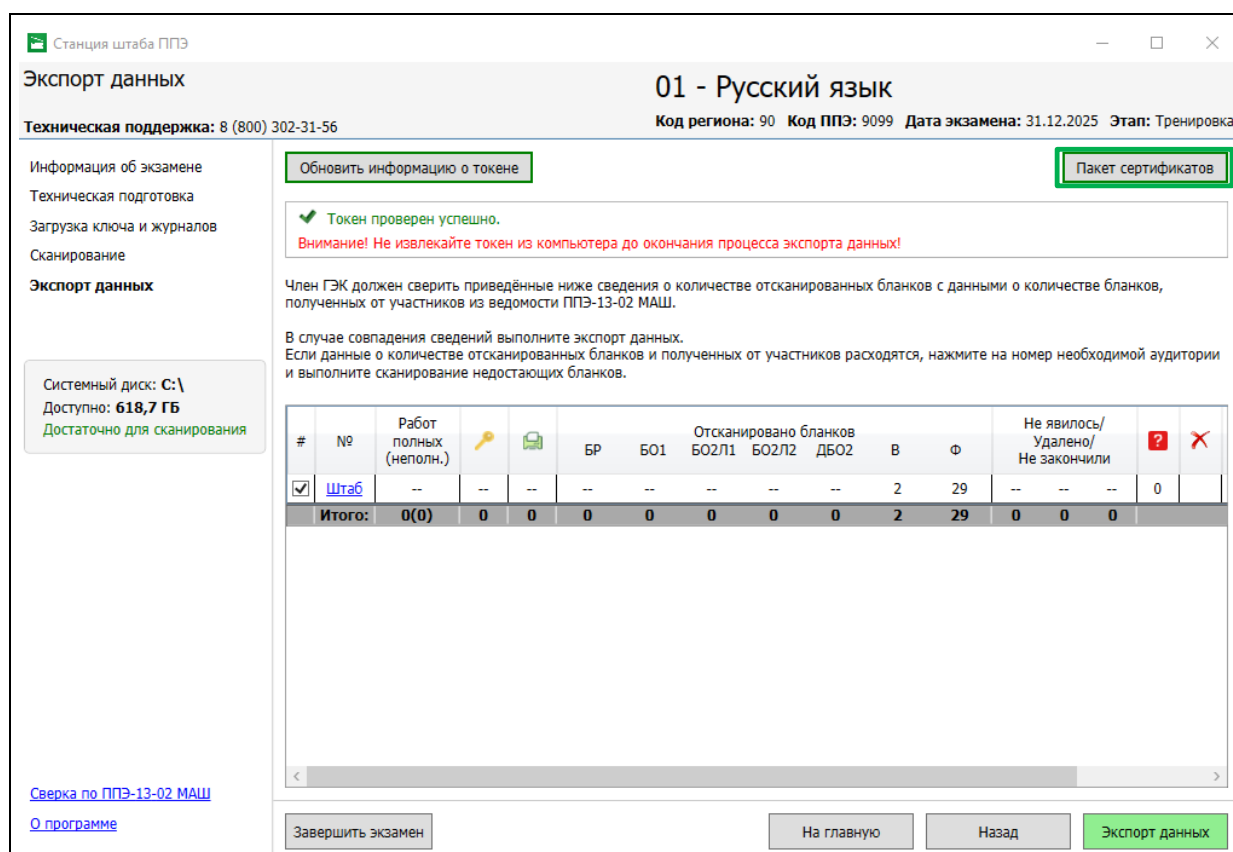 Станция штаба ППЭ
Экспорт данных
01 - Русский язык
Техническая поддержка: 8 (800) 302-31-56
Код региона: 90 Код ППЭ: 9099 Дата экзамена: 31.12.2025 Этап: Тренировка
Информация об экзамене
Техническая подготовка
Загрузка ключа и журналов
Сканирование
Экспорт данных
Системный диск: C:\
Доступно: 618,7 ГБ
Достаточно для сканирования
Сверка по ППЭ-13-02 МАШ
О программе
Обновить информацию о токене
Пакет сертификатов
Токен проверен успешно.
Внимание! Не извлекайте токен из компьютера до окончания процесса экспорта данных!
Член ГЭК должен сверить приведённые ниже сведения о количестве отсканированных бланков с данными о количестве бланков,
полученных от участников из ведомости ППЭ-13-02 МАШ.
В случае совпадения сведений выполните экспорт данных.
Если данные о количестве отсканированных бланков и полученных от участников расходятся, нажмите на номер необходимой аудитории
и выполните сканирование недостающих бланков.
# № Работ полных (неполн.) Отсканировано бланков Не явилось/ Удалено/ Не закончили ?
БР БО1 БО2Л1 БО2Л2 ДБО2 В Ф
Штаб -- -- -- -- -- -- -- -- 2 29 -- -- -- 0
Итого: 0(0) 0 0 0 0 0 0 0 2 29 0 0 0
Завершить экзамен
На главную
Назад
Экспорт данных